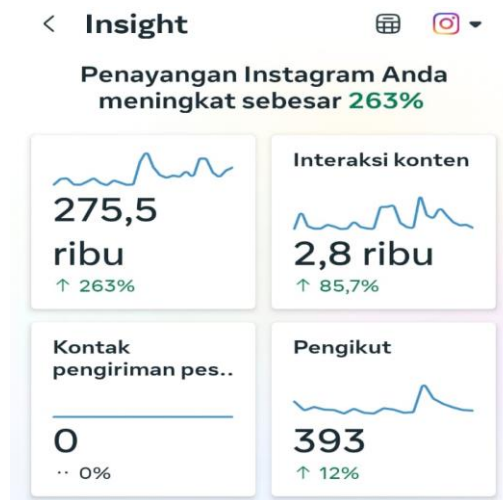 Insight
Penayangan Instagram Anda
meningkat sebesar 263%
275,5
ribu
↑ 263%
Interaksi konten
2,8 ribu
↑ 85,7%
Kontak
pengiriman pes..
0
·· 0%
Pengikut
393
↑ 12%